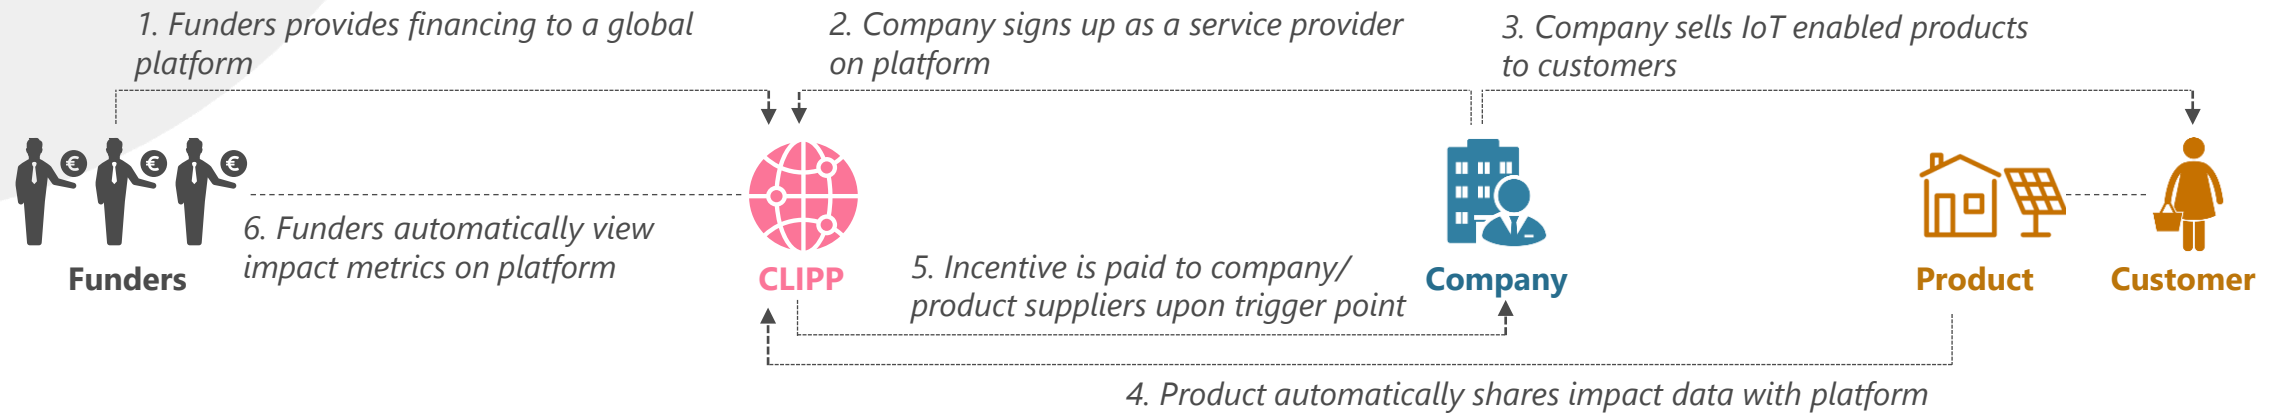 1. Funders provides financing to a global
platform
2. Company signs up as a service provider
on platform
3. Company sells IoT enabled products
to customers
€ € €
6. Funders automatically view
impact metrics on platform
Funders
CLIPP
5. Incentive is paid to company/
product suppliers upon trigger point
Company
Product
Customer
4. Product automatically shares impact data with platform